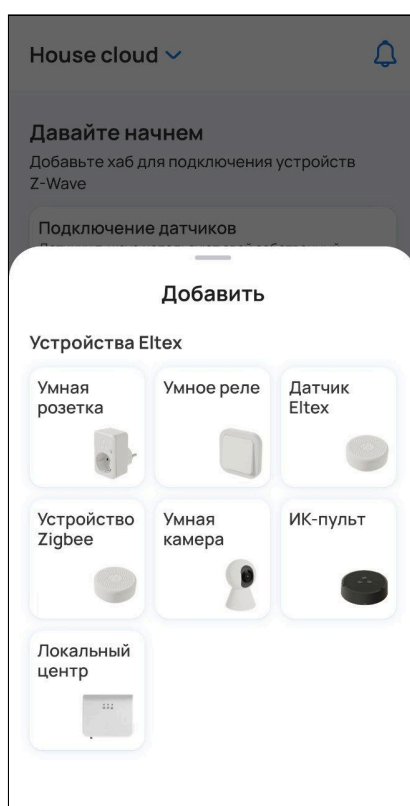 House cloud
Давайте начнем
Добавьте хаб для подключения устройств
Z-Wave
Подключение датчиков
Добавить
Устройства Eltex
Умная
розетка
Умное реле
Датчик
Eltex
Устройство
Zigbee
Умная
камера
ИК-пульт
Локальный
центр